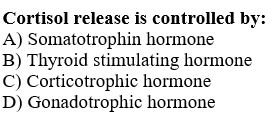 Cortisol release is controlled by:
A) Somatotrophin hormone
B) Thyroid stimulating hormone
C) Corticotrophic hormone
D) Gonadotrophic hormone